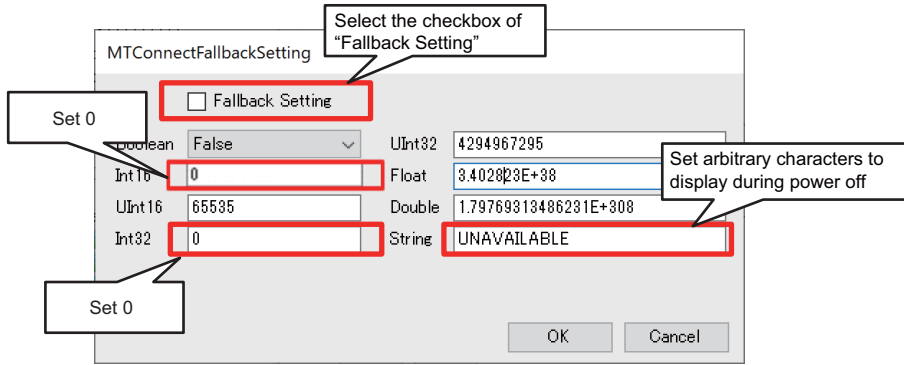 Select the checkbox of
“Fallback Setting”
MTConnectFallbackSetting
Fallback Setting
Set 0
Boolean False UInt32 4294967295
Int16 0 Float 3.402823E+38
Set arbitrary characters to
display during power off
UInt16 65535 Double 1.79769313486231E+308
Int32 0 String UNAVAILABLE
Set 0
OK Cancel